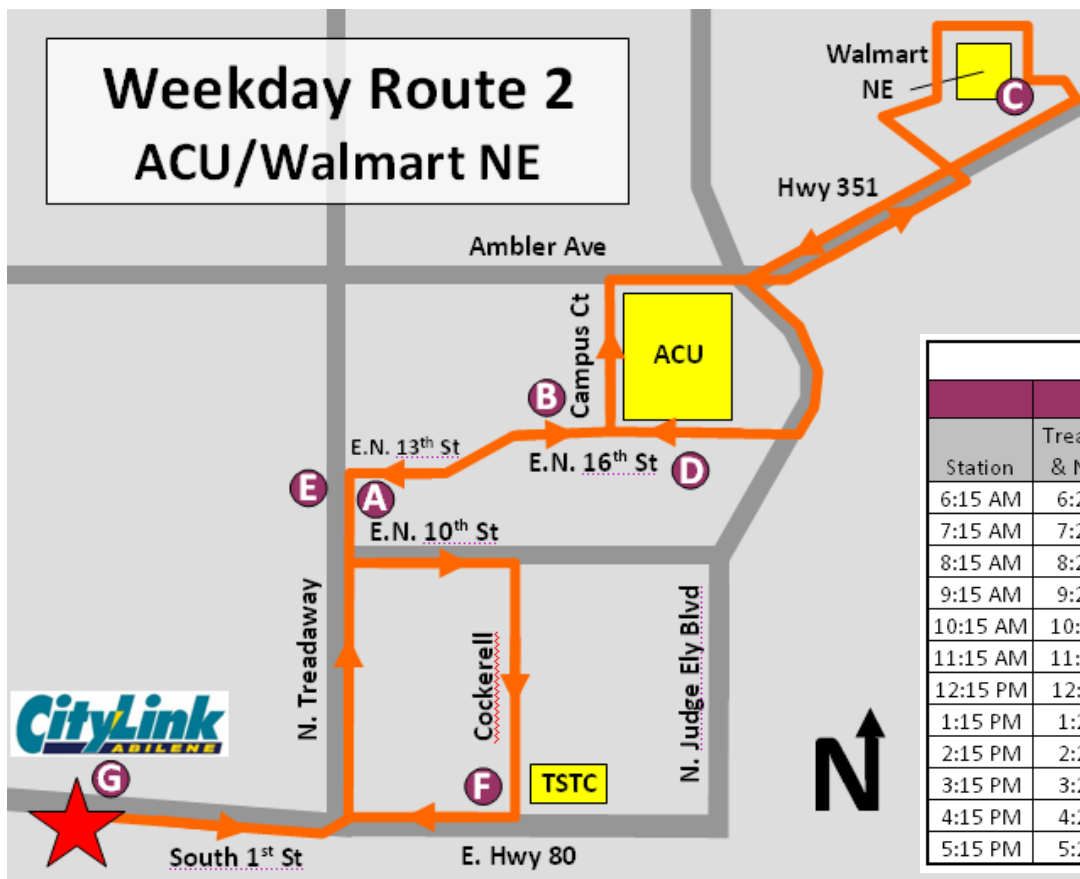 Weekday Route 2
ACU/Walmart NE
Walmart
NE
C
Hwy 351
Ambler Ave
Campus Ct
ACU
B
E.N. 13th St
E.N. 16th St
D
E
A
E.N. 10th St
N. Treadaway
Cockerell
N. Judge Ely Blvd
CityLink
ABILENE
G
F
TSTC
N
South 1st St
E. Hwy 80
Station
6:15 AM
7:15 AM
8:15 AM
9:15 AM
10:15 AM
11:15 AM
12:15 PM
1:15 PM
2:15 PM
3:15 PM
4:15 PM
5:15 PM